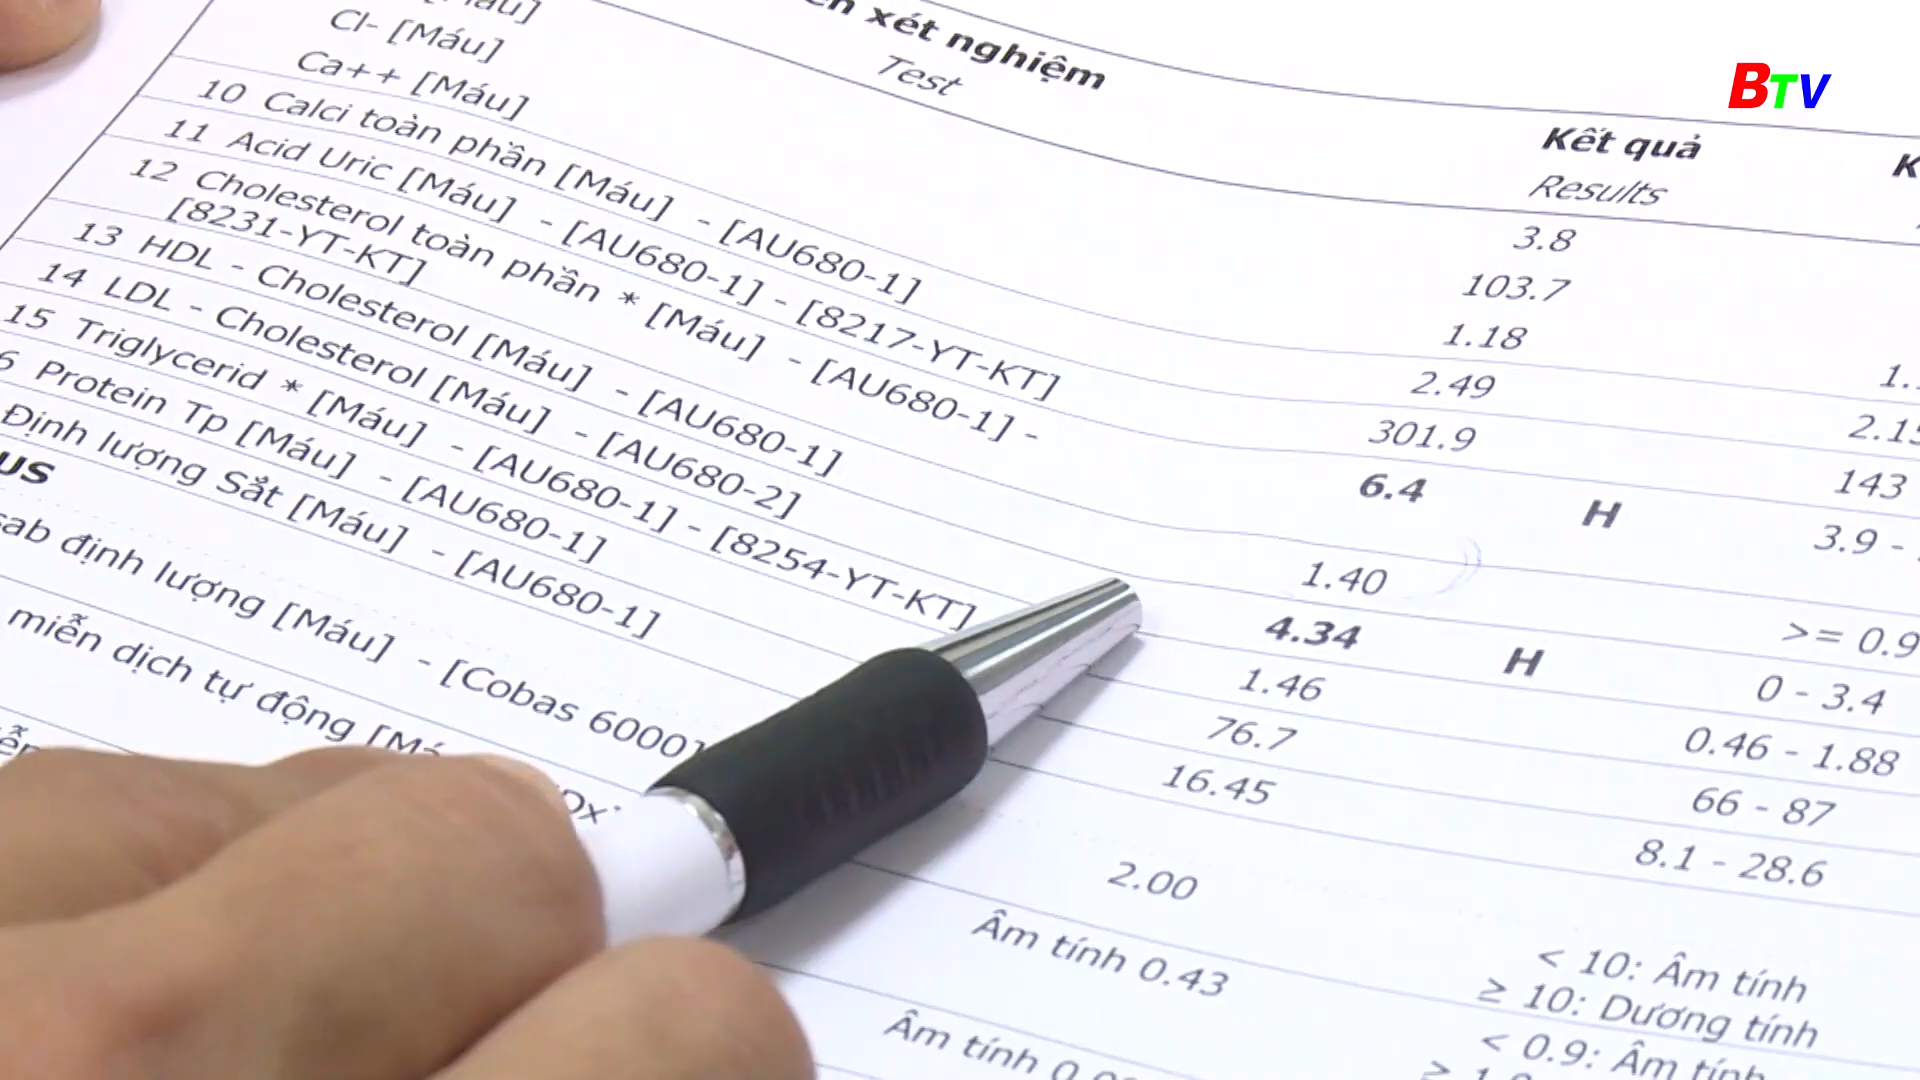 BTV
xét nghiệm
Test
Kết quả
Results
[Máu]
3.8
Cl- [Máu]
103.7
Ca++ [Máu]
1.18
10 Calci toàn phần [Máu] - [AU680-1]
2.49
11 Acid Uric [Máu] - [AU680-1] - [8217-YT-KT]
301.9
143
12 Cholesterol toàn phần * [Máu] - [AU680-1] -
[8231-YT-KT]
6.4 H 3.9 -
13 HDL - Cholesterol [Máu] - [AU680-1]
1.40 >= 0.9
14 LDL - Cholesterol [Máu] - [AU680-2]
4.34 H 0 - 3.4
15 Triglycerid * [Máu] - [AU680-1] - [8254-YT-KT]
1.46 0.46 - 1.88
6 Protein Tp [Máu] - [AU680-1]
76.7 66 - 87
Định lượng Sắt [Máu] - [AU680-1]
16.45 8.1 - 28.6
US
sab định lượng [Máu] - [Cobas 6000]
2.00 < 10: Âm tính
≥ 10: Dương tính
miễn dịch tự động
Âm tính 0.43 < 0.9: Âm tính
Âm tính